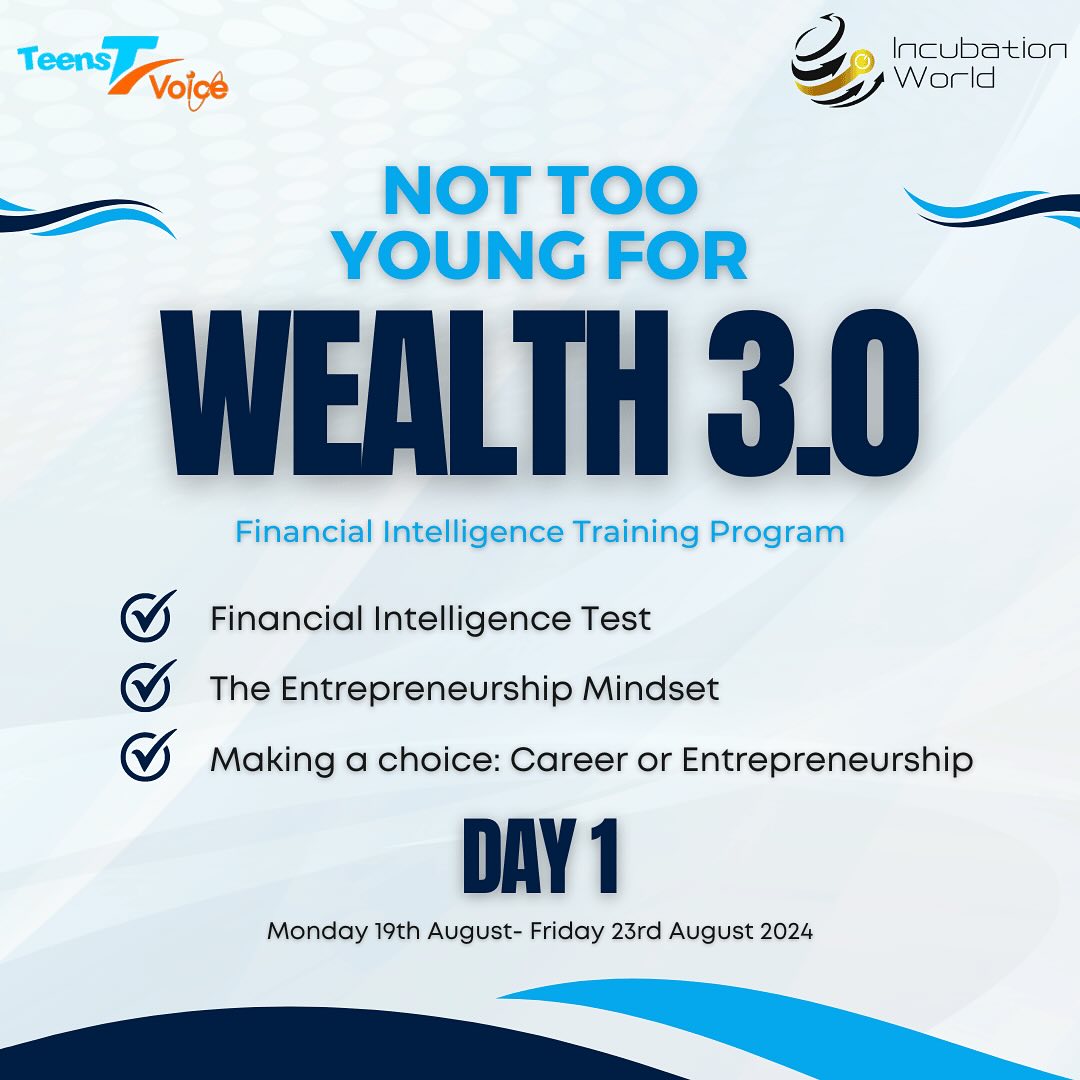 Teens T Voice
Incubation
World
NOT TOO
YOUNG FOR
WEALTH 3.0
Financial Intelligence Training Program
Financial Intelligence Test
The Entrepreneurship Mindset
Making a choice: Career or Entrepreneurship
DAY 1
Monday 19th August- Friday 23rd August 2024